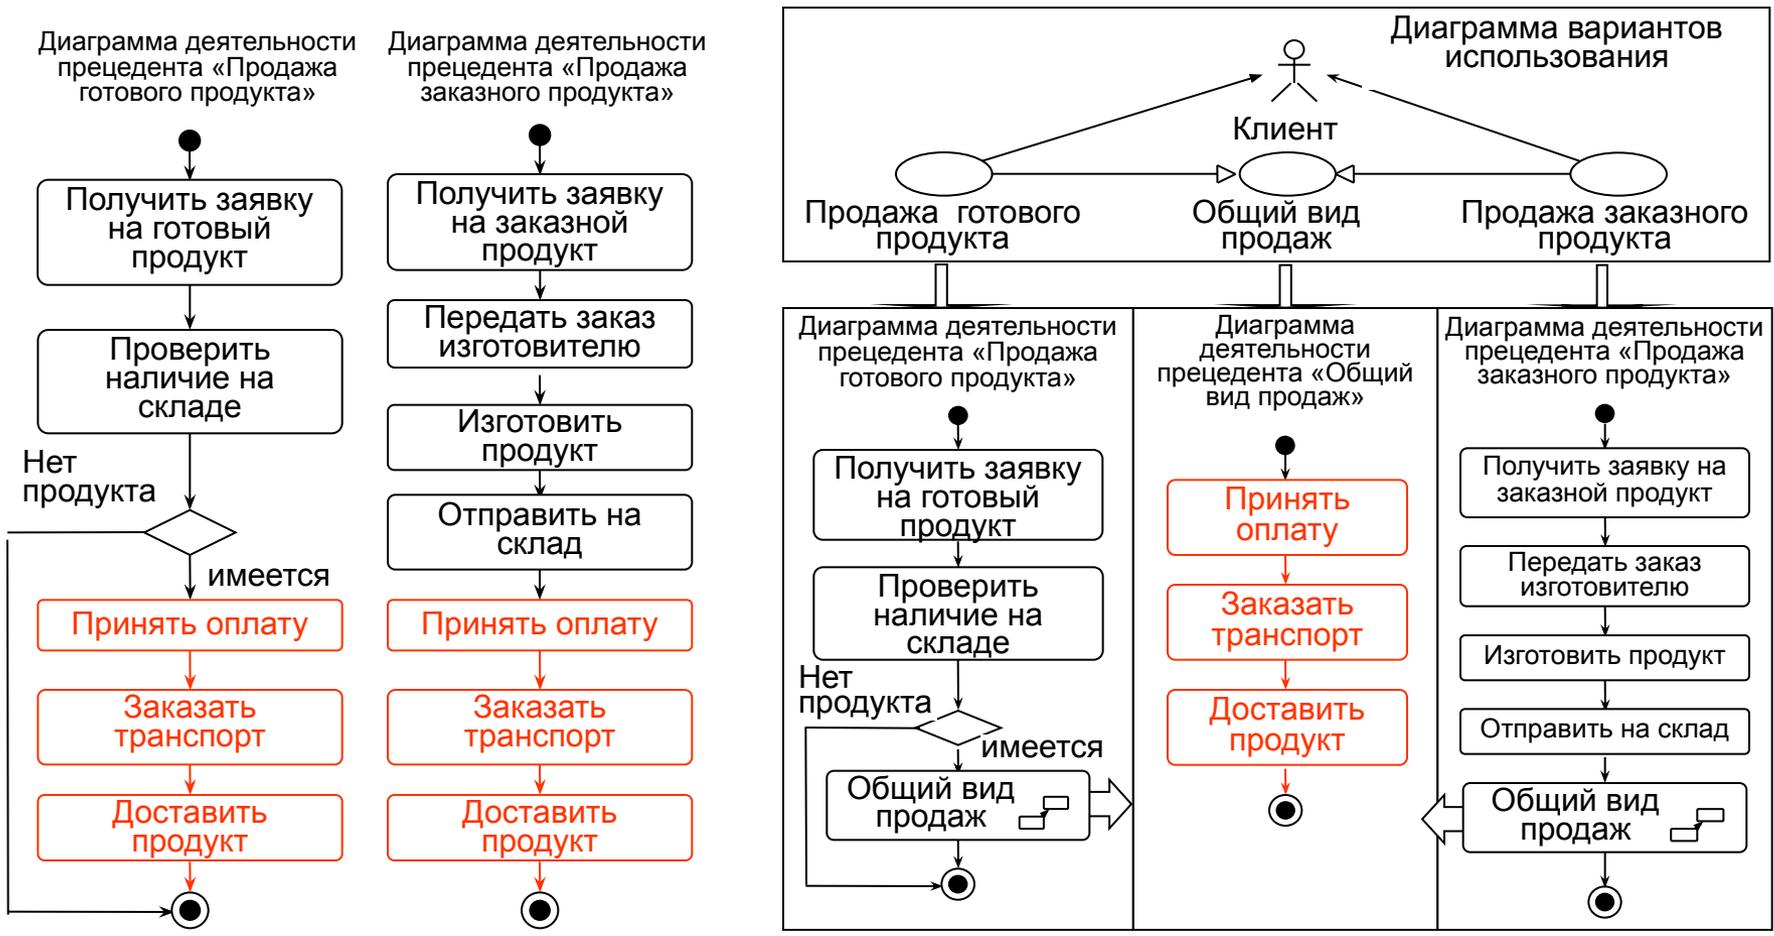 Диаграмма деятельности
прецедента «Продажа
готового продукта»
Получить заявку
на готовый
продукт
Проверить
наличие на
складе
Нет
продукта
имеется
Принять оплату
Заказать
транспорт
Доставить
продукт
Диаграмма деятельности
прецедента «Продажа
заказного продукта»
Получить заявку
на заказной
продукт
Передать заказ
изготовителю
Изготовить
продукт
Отправить на
склад
Принять оплату
Заказать
транспорт
Доставить
продукт
Диаграмма вариантов
использования
Клиент
Продажа готового
продукта
Общий вид
продаж
Продажа заказного
продукта
Диаграмма деятельности
прецедента «Продажа
готового продукта»
Получить заявку
на готовый
продукт
Проверить
наличие на
складе
Нет
продукта
имеется
Общий вид
продаж
Диаграмма
деятельности
прецедента «Общий
вид продаж»
Принять
оплату
Заказать
транспорт
Доставить
продукт
Диаграмма деятельности
прецедента «Продажа
заказного продукта»
Получить заявку на
заказной продукт
Передать заказ
изготовителю
Изготовить продукт
Отправить на склад
Общий вид
продаж